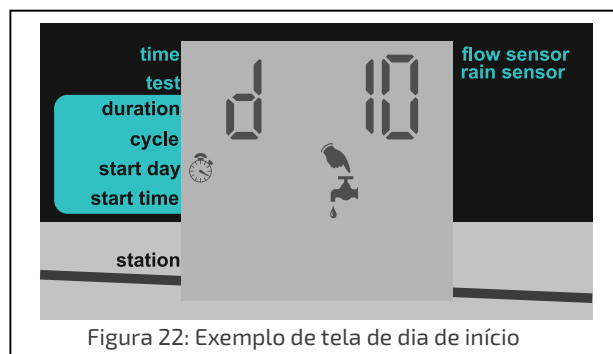 time
test
duration
cycle
start day
start time
station
d 10
flow sensor
rain sensor
Figura 22: Exemplo de tela de dia de início